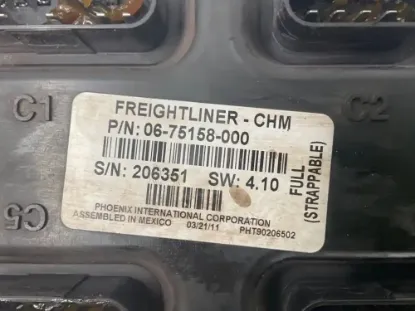 C1
C2
FREIGHTLINER - CHM
P/N: 06-75158-000
S/N: 206351 SW: 4.10
FULL
(STRAPPABLE)
PHOENIX INTERNATIONAL CORPORATION
ASSEMBLED IN MEXICO 03/21/11 PHT90206502
C5